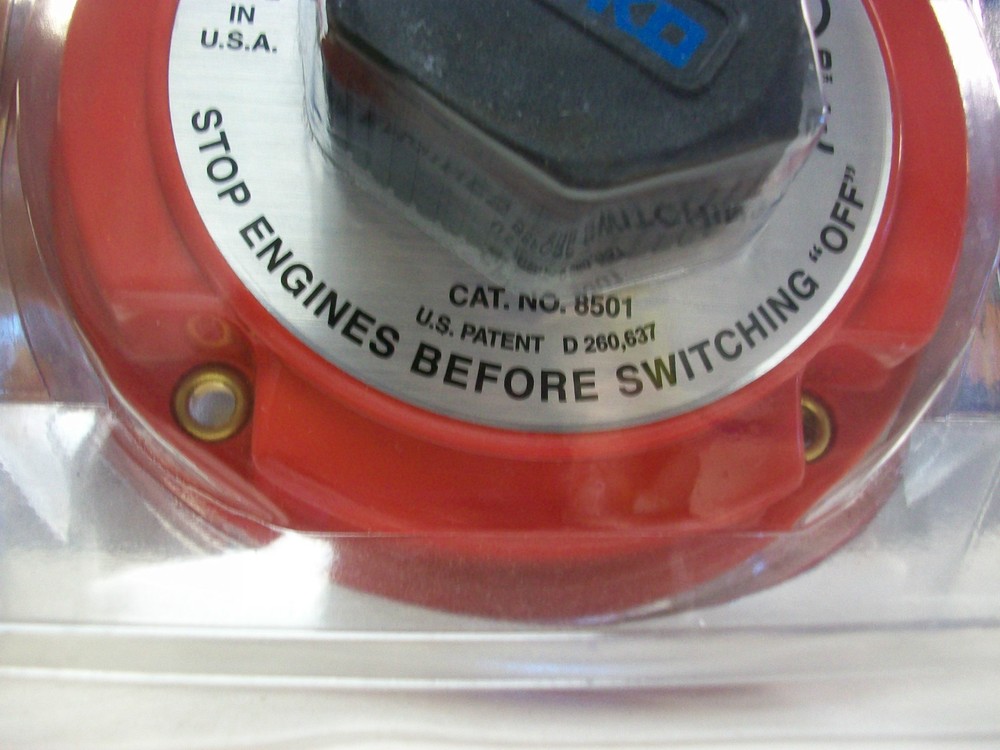 IN
U.S.A.
CAT. NO. 8501
U.S. PATENT D 260,637
STOP ENGINES BEFORE SWITCHING “OFF”